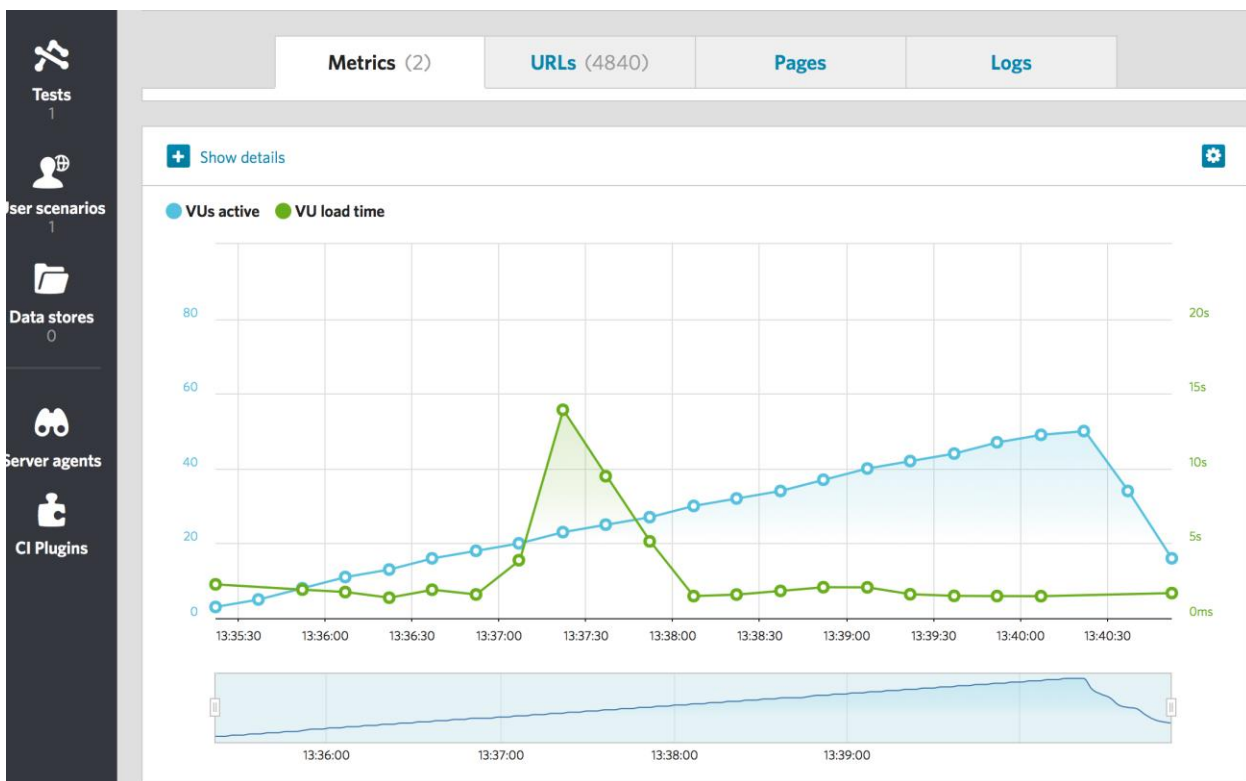 Metrics (2)
URLs (4840)
Pages
Logs
Tests
1
User scenarios
1
Data stores
0
Server agents
CI Plugins
Show details
VUs active
VU load time
80
60
40
20
0
20s
15s
10s
5s
0ms
13:35:30
13:36:00
13:36:30
13:37:00
13:37:30
13:38:00
13:38:30
13:39:00
13:39:30
13:40:00
13:40:30
13:36:00
13:37:00
13:38:00
13:39:00